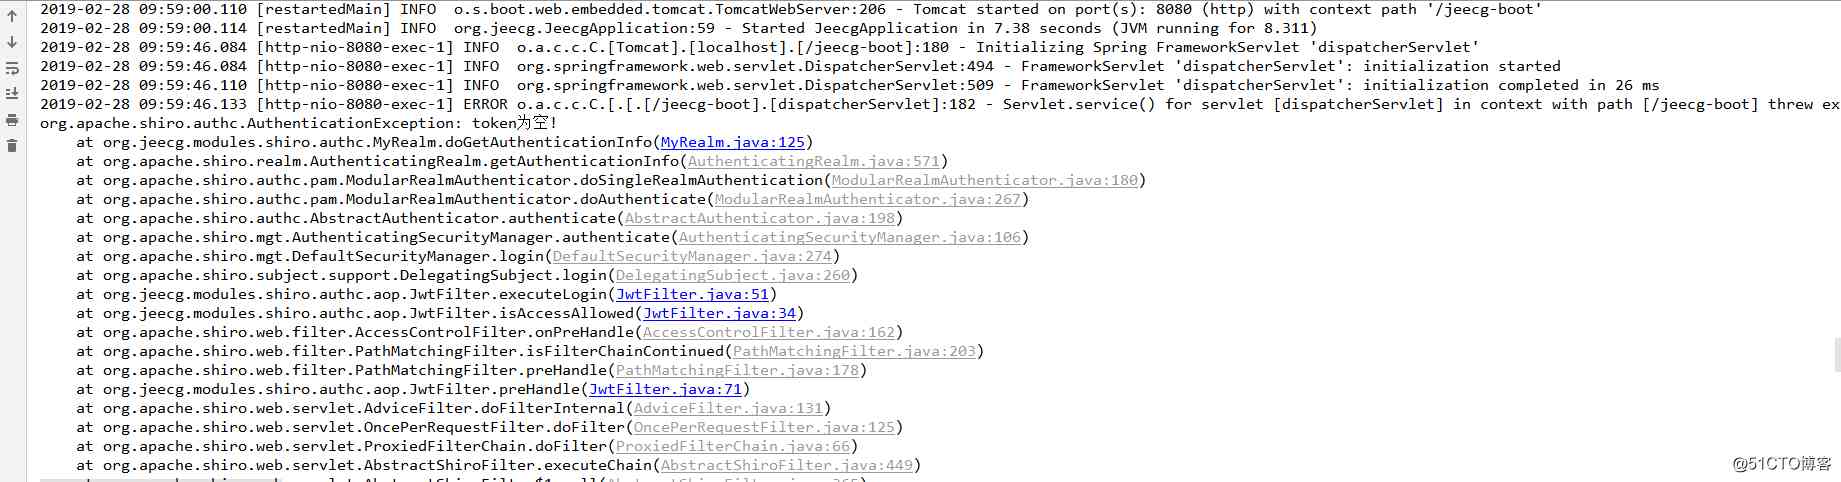 2019-02-28 09:59:00.110 [restartedMain] INFO  o.s.boot.web.embedded.tomcat.TomcatWebServer:206 - Tomcat started on port(s): 8080 (http) with context path '/jeecg-boot'
2019-02-28 09:59:00.114 [restartedMain] INFO  org.jeecg.JeecgApplication:59 - Started JeecgApplication in 7.38 seconds (JVM running for 8.311)
2019-02-28 09:59:46.084 [http-nio-8080-exec-1] INFO  o.a.c.c.C.[Tomcat].[localhost].[/jeecg-boot]:180 - Initializing Spring FrameworkServlet 'dispatcherServlet'
2019-02-28 09:59:46.084 [http-nio-8080-exec-1] INFO  org.springframework.web.servlet.DispatcherServlet:494 - FrameworkServlet 'dispatcherServlet': initialization started
2019-02-28 09:59:46.110 [http-nio-8080-exec-1] INFO  org.springframework.web.servlet.DispatcherServlet:509 - FrameworkServlet 'dispatcherServlet': initialization completed in 26 ms
2019-02-28 09:59:46.133 [http-nio-8080-exec-1] ERROR o.a.c.c.C.[.[.[/jeecg-boot].[dispatcherServlet]:182 - Servlet.service() for servlet [dispatcherServlet] in context with path [/jeecg-boot] threw ex
org.apache.shiro.authc.AuthenticationException: token为空!
at org.jeecg.modules.shiro.authc.MyRealm.doGetAuthenticationInfo(MyRealm.java:125)
at org.apache.shiro.realm.AuthenticatingRealm.getAuthenticationInfo(AuthenticatingRealm.java:571)
at org.apache.shiro.authc.pam.ModularRealmAuthenticator.doSingleRealmAuthentication(ModularRealmAuthenticator.java:180)
at org.apache.shiro.authc.pam.ModularRealmAuthenticator.doAuthenticate(ModularRealmAuthenticator.java:267)
at org.apache.shiro.authc.AbstractAuthenticator.authenticate(AbstractAuthenticator.java:198)
at org.apache.shiro.mgt.AuthenticatingSecurityManager.authenticate(AuthenticatingSecurityManager.java:106)
at org.apache.shiro.mgt.DefaultSecurityManager.login(DefaultSecurityManager.java:274)
at org.apache.shiro.subject.support.DelegatingSubject.login(DelegatingSubject.java:260)
at org.jeecg.modules.shiro.authc.aop.JwtFilter.executeLogin(JwtFilter.java:51)
at org.jeecg.modules.shiro.authc.aop.JwtFilter.isAccessAllowed(JwtFilter.java:34)
at org.apache.shiro.web.filter.AccessControlFilter.onPreHandle(AccessControlFilter.java:162)
at org.apache.shiro.web.filter.PathMatchingFilter.isFilterChainContinued(PathMatchingFilter.java:203)
at org.apache.shiro.web.filter.PathMatchingFilter.preHandle(PathMatchingFilter.java:178)
at org.jeecg.modules.shiro.authc.aop.JwtFilter.preHandle(JwtFilter.java:71)
at org.apache.shiro.web.servlet.AdviceFilter.doFilterInternal(AdviceFilter.java:131)
at org.apache.shiro.web.servlet.OncePerRequestFilter.doFilter(OncePerRequestFilter.java:125)
at org.apache.shiro.web.servlet.ProxiedFilterChain.doFilter(ProxiedFilterChain.java:66)
at org.apache.shiro.web.servlet.AbstractShiroFilter.executeChain(AbstractShiroFilter.java:449)
@51CTO博客